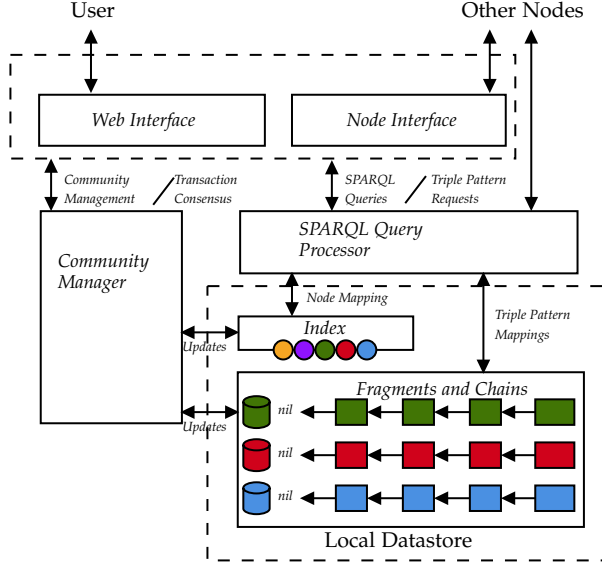 User
Other Nodes
Web Interface
Node Interface
Community
Management
Transaction
Consensus
SPARQL
Queries
Triple Pattern
Requests
Community
Manager
SPARQL Query
Processor
Node Mapping
Triple Pattern
Mappings
Index
Updates
Fragments and Chains
nil
Updates
nil
nil
Local Datastore